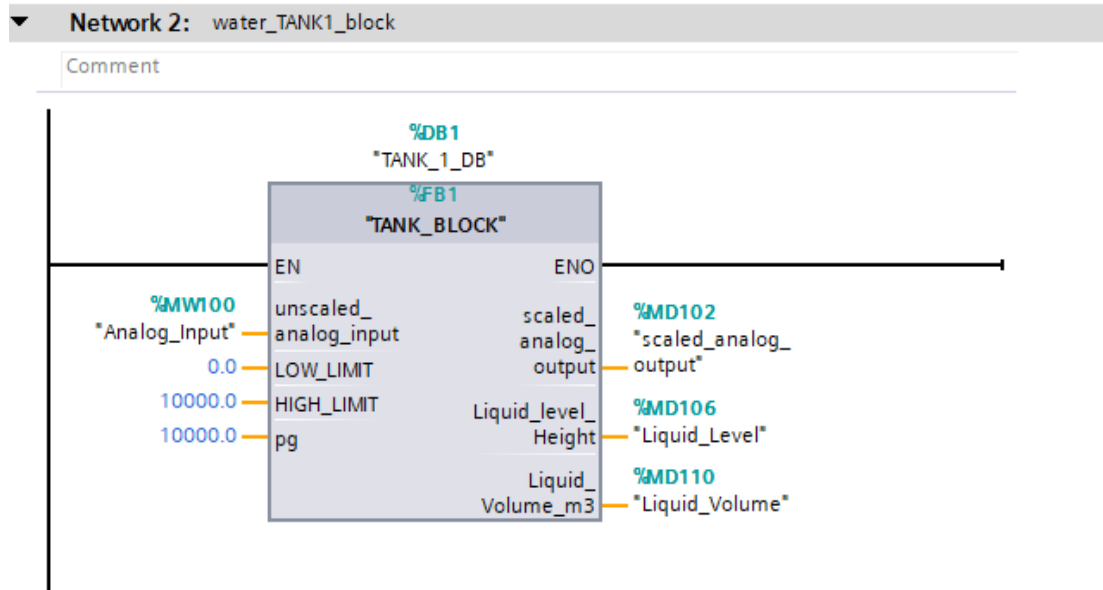 Network 2: water_TANK1_block
Comment
%DB1
"TANK_1_DB"
%FB1
"TANK_BLOCK"
EN
ENO
%MW100
"Analog_Input"
unscaled_
analog_input
scaled_
analog_
output
%MD102
"scaled_analog_
output"
0.0
LOW_LIMIT
10000.0
HIGH_LIMIT
Liquid_level_
Height
%MD106
"Liquid_Level"
10000.0
pg
Liquid_
Volume_m3
%MD110
"Liquid_Volume"